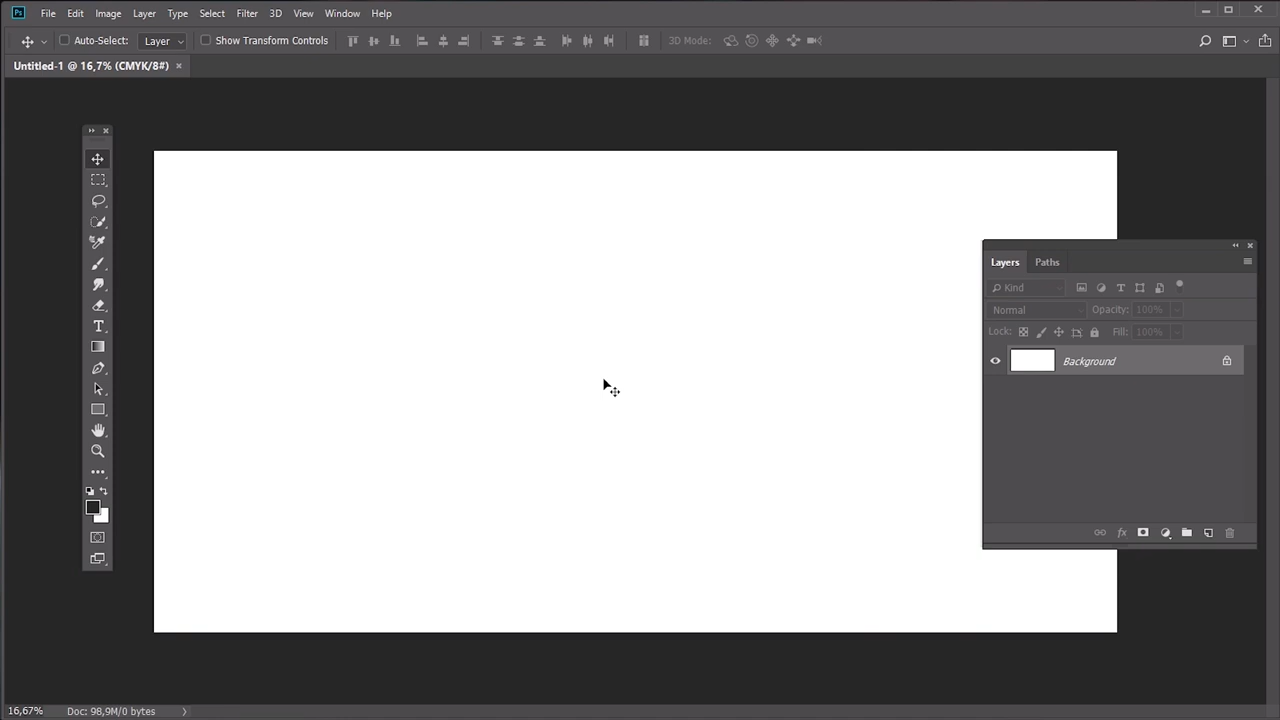 Ps File Edit Image Layer Type Select Filter 3D View Window Help
Auto-Select: Layer Show Transform Controls 3D Mode:
Untitled-1 @ 16,7% (CMYK/8#) ×
Layers Paths
Kind
Normal Opacity: 100%
Lock: Fill: 100%
Background
fx
16,67% Doc: 98,9M/0 bytes